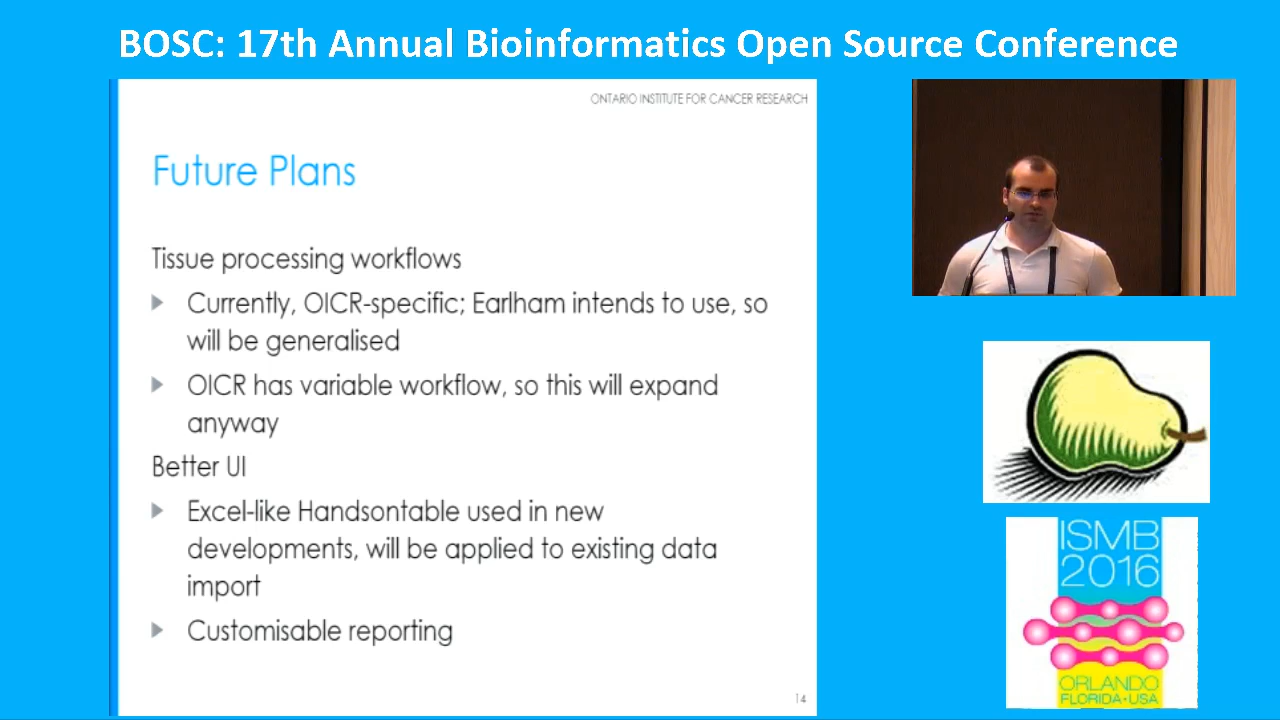 BOSC: 17th Annual Bioinformatics Open Source Conference
ONTARIO INSTITUTE FOR CANCER RESEARCH
Future Plans
Tissue processing workflows
Currently, OICR-specific; Earlham intends to use, so
will be generalised
OICR has variable workflow, so this will expand
anyway
Better UI
Excel-like Handsontable used in new
developments, will be applied to existing data
import
Customisable reporting
14
ISMB
2016
ORLANDO
FLORIDA•USA